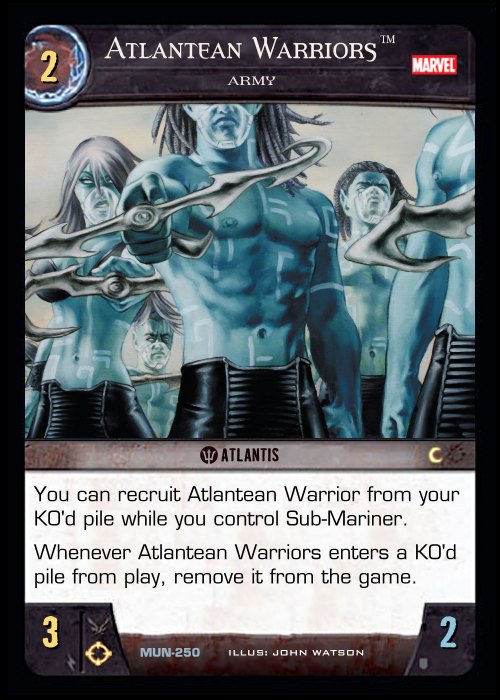 2
ATLANTEAN WARRIORS™
ARMY
MARVEL
ATLANTIS
C
You can recruit Atlantean Warrior from your
KO'd pile while you control Sub-Mariner.
Whenever Atlantean Warriors enters a KO'd
pile from play, remove it from the game.
3
MUN-250
ILLUS: JOHN WATSON
2